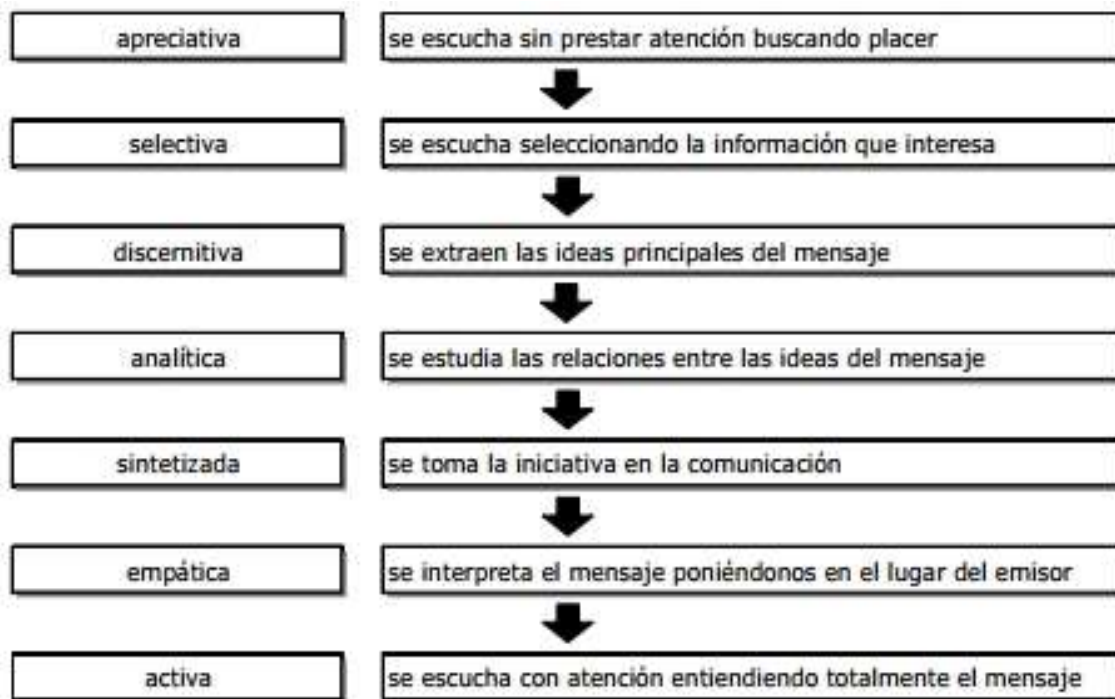 apreciativa se escucha sin prestar atención buscando placer
selectiva se escucha seleccionando la información que interesa
discernitiva se extraen las ideas principales del mensaje
analítica se estudia las relaciones entre las ideas del mensaje
sintetizada se toma la iniciativa en la comunicación
empática se interpreta el mensaje poniéndonos en el lugar del emisor
activa se escucha con atención entiendiendo totalmente el mensaje